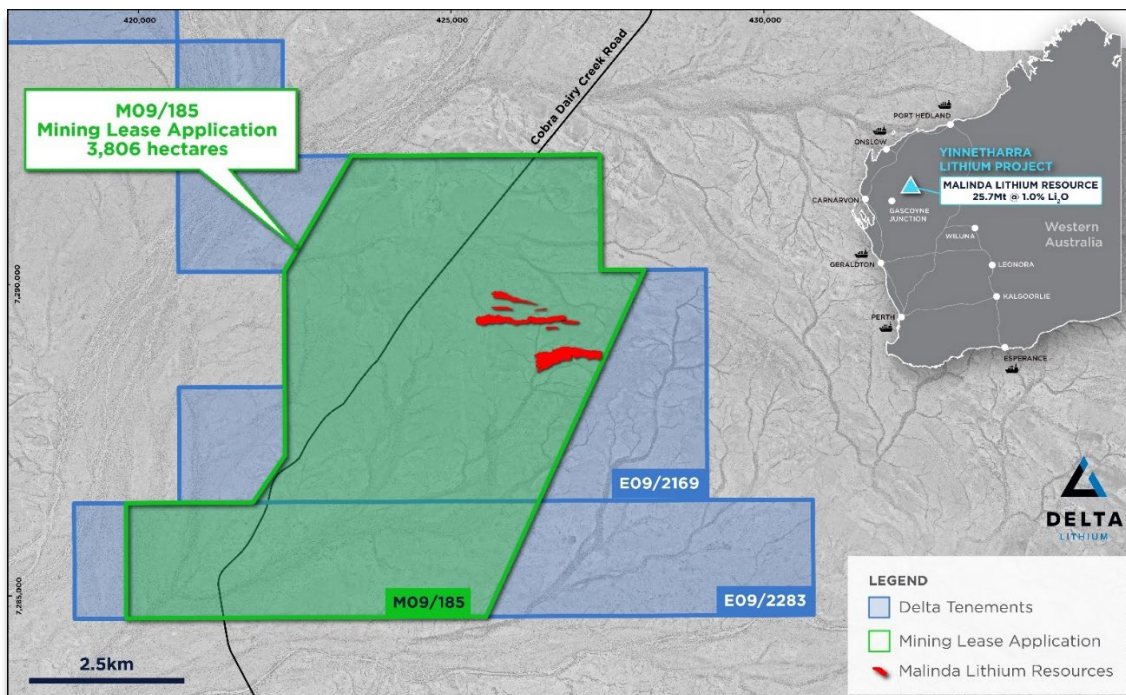 420,000
425,000
430,000
7,290,000
7,285,000
M09/185
Mining Lease Application
3,806 hectares
Cobra Dairy Creek Road
E09/2169
E09/2283
M09/185
2.5km
PORT HEDLAND
ONSLOW
YINNETHARRA
LITHIUM PROJECT
MALINDA LITHIUM RESOURCE
25.7Mt @ 1.0% Li₂O
CARNARVON
GASCOYNE
JUNCTION
WILUNA
Western
Australia
GERALDTON
LEONORA
KALGOORLIE
PERTH
ESPERANCE
DELTA
LITHIUM
LEGEND
Delta Tenements
Mining Lease Application
Malinda Lithium Resources